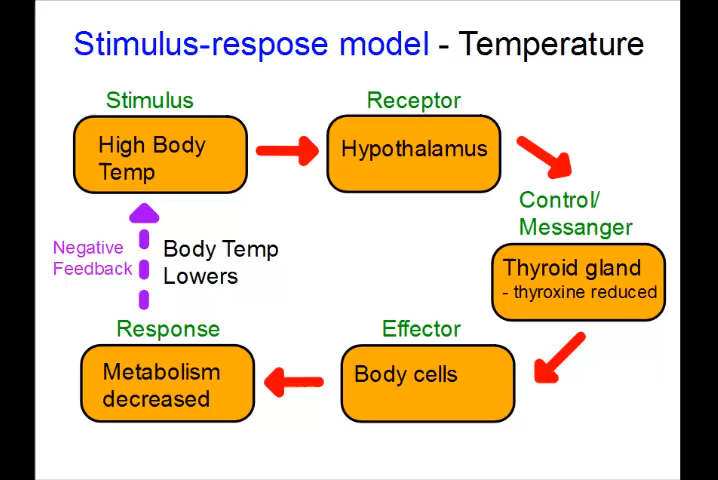 Stimulus-respose model - Temperature
Stimulus
High Body
Temp
Receptor
Hypothalamus
Control/
Messanger
Thyroid gland
- thyroxine reduced
Effector
Body cells
Response
Metabolism
decreased
Negative
Feedback
Body Temp
Lowers